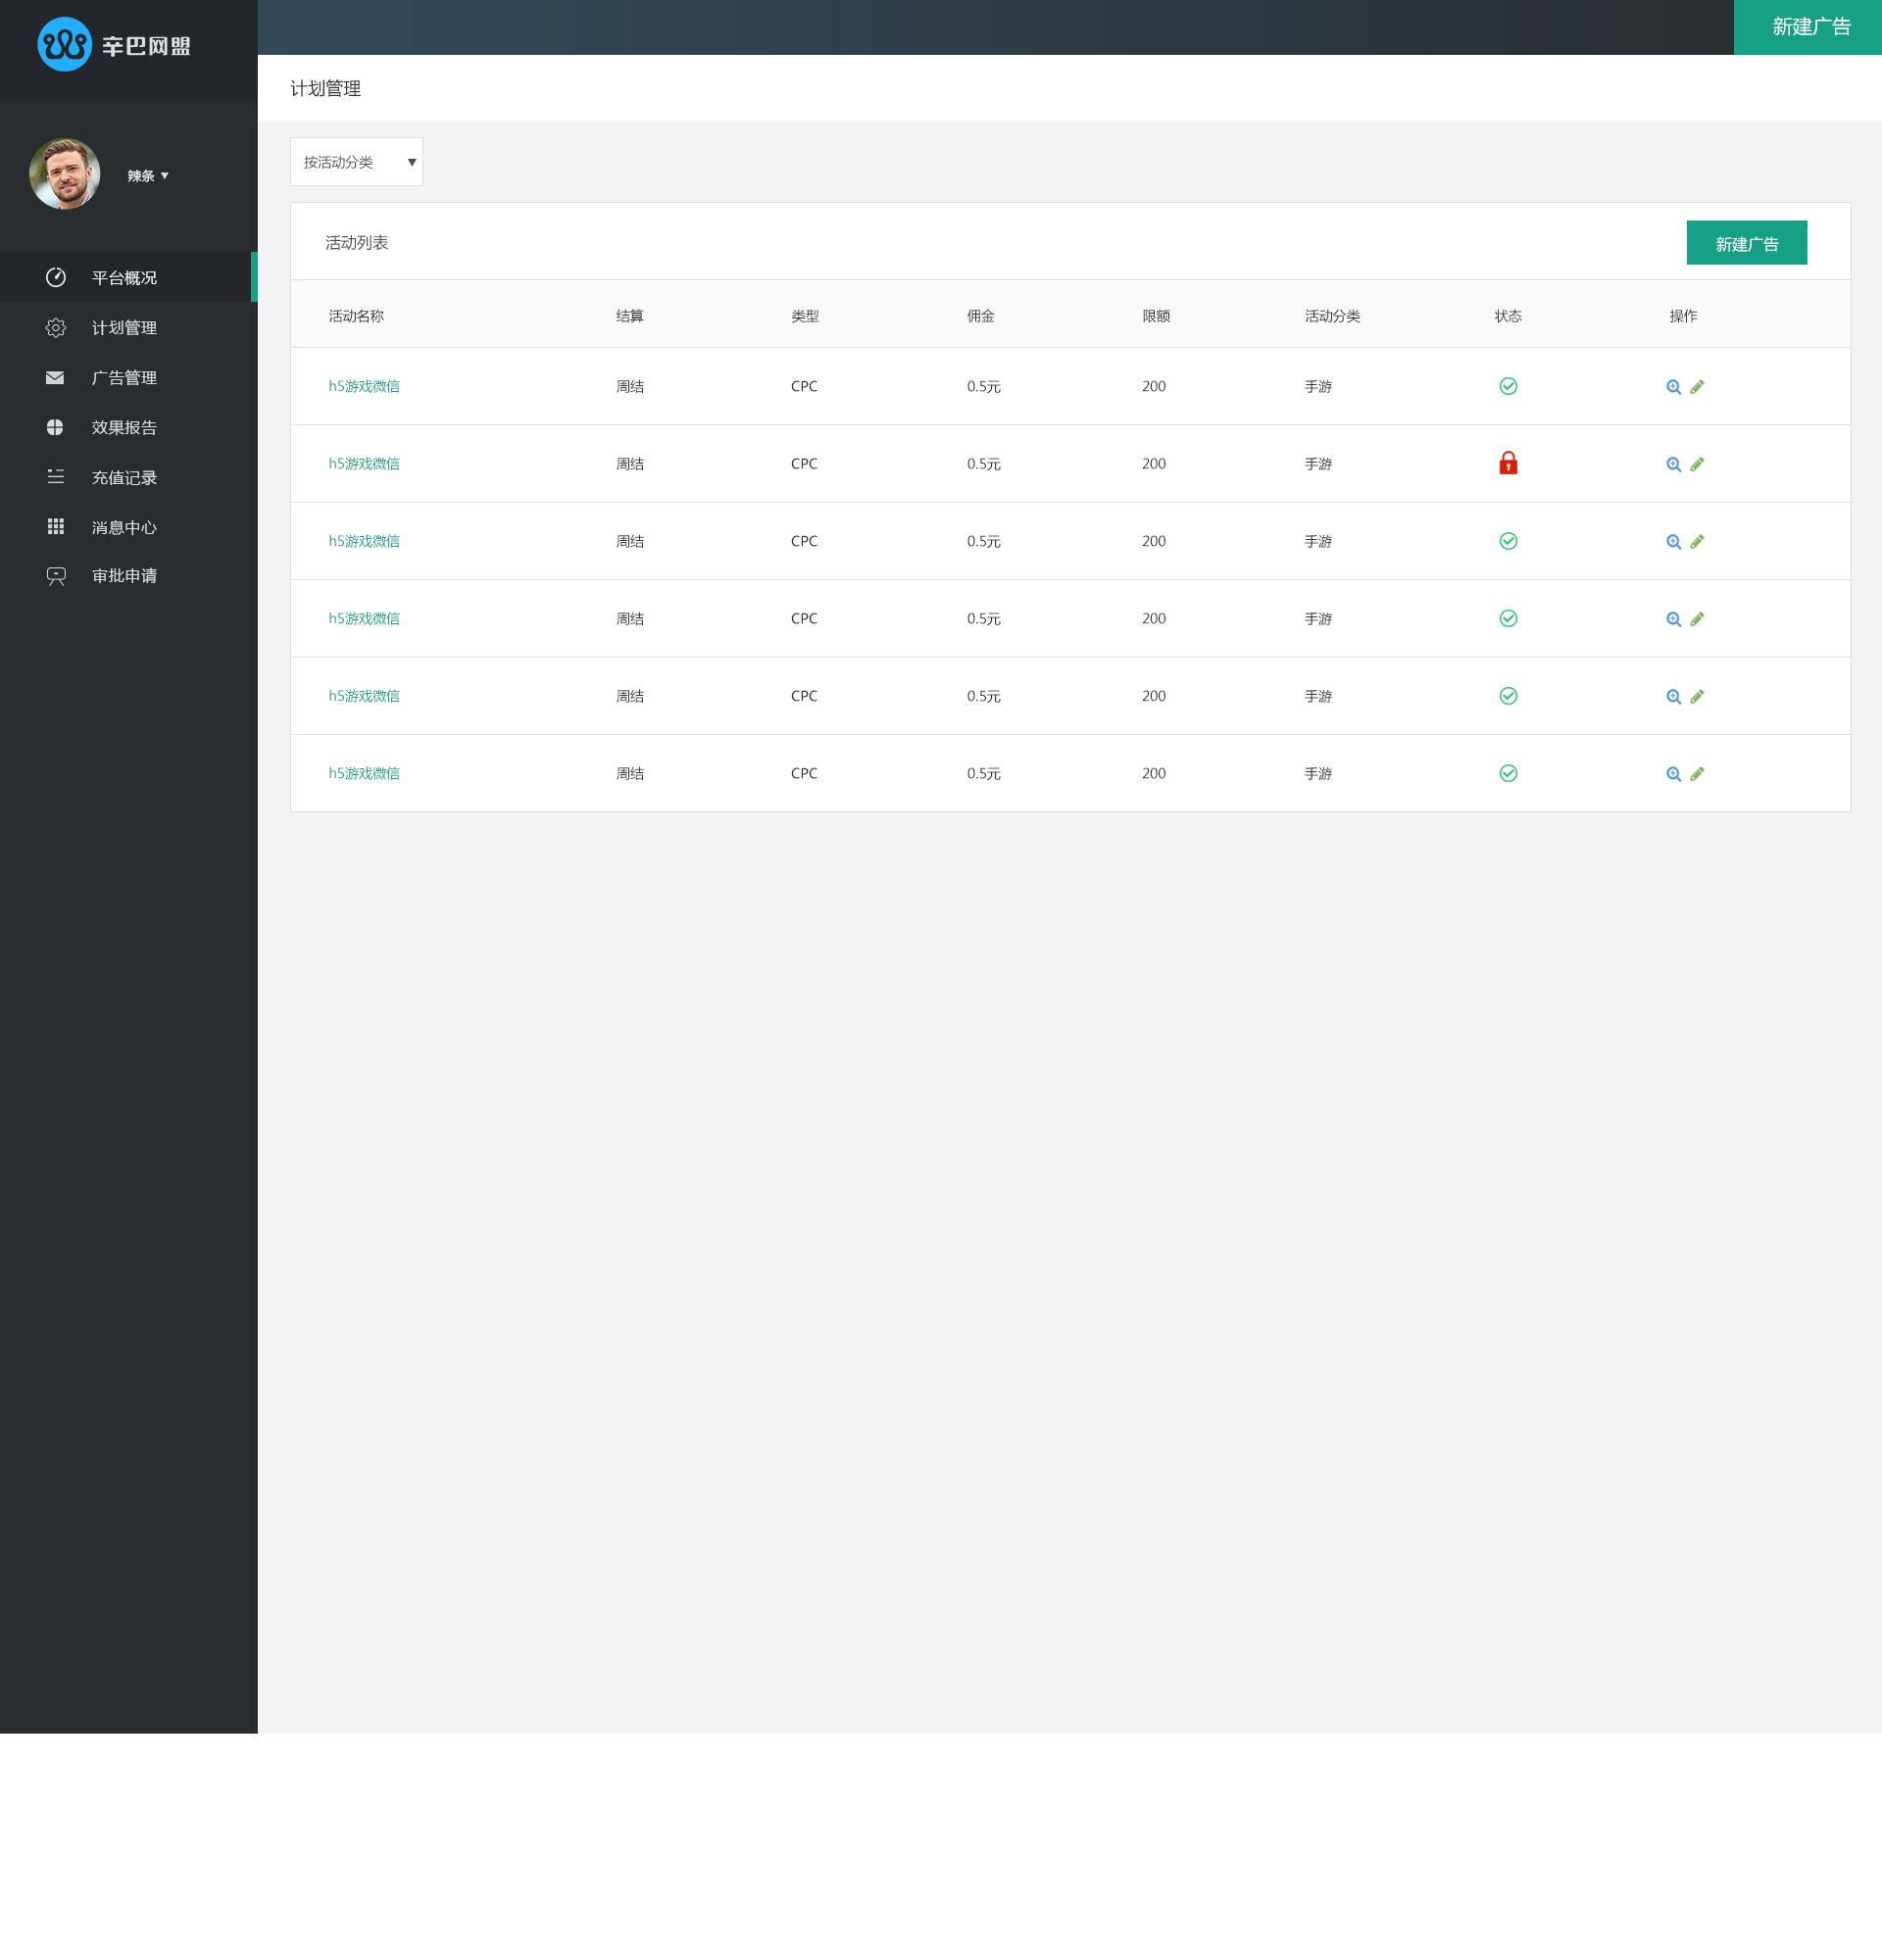 辛巴网盟
新建广告
计划管理
辣条
按活动分类
平台概况
计划管理
广告管理
效果报告
充值记录
消息中心
审批申请
活动列表
新建广告
活动名称 结算 类型 佣金 限额 活动分类 状态 操作
h5游戏微信 周结 CPC 0.5元 200 手游
h5游戏微信 周结 CPC 0.5元 200 手游
h5游戏微信 周结 CPC 0.5元 200 手游
h5游戏微信 周结 CPC 0.5元 200 手游
h5游戏微信 周结 CPC 0.5元 200 手游
h5游戏微信 周结 CPC 0.5元 200 手游